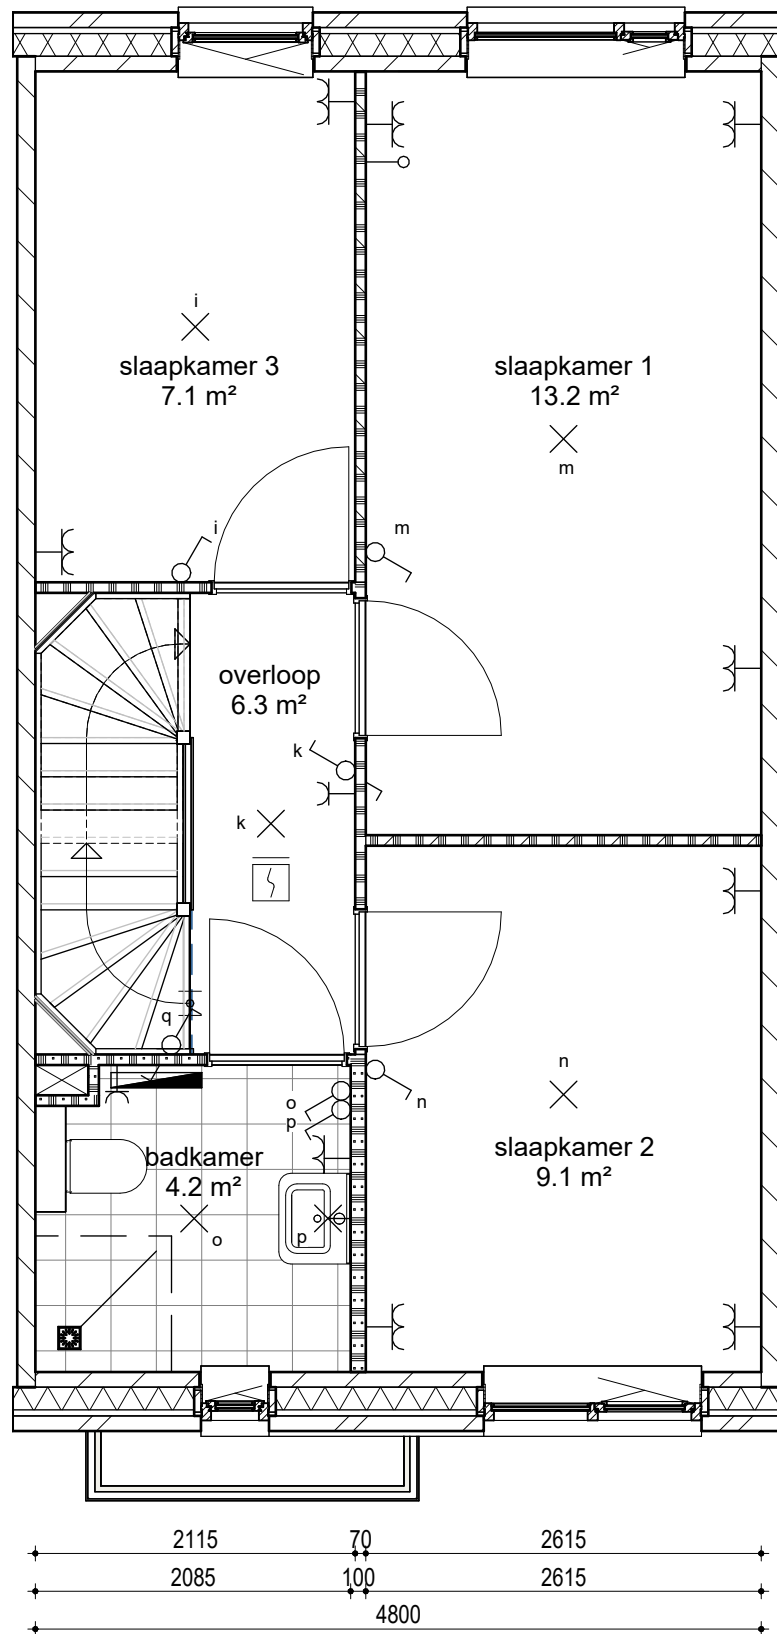 i
slaapkamer 3
7.1 m²
slaapkamer 1
13.2 m²
m
i
m
overloop
6.3 m²
k
k
q
o
p
n
n
badkamer
4.2 m²
slaapkamer 2
9.1 m²
o
p
2115
70
2615
2085
100
2615
4800